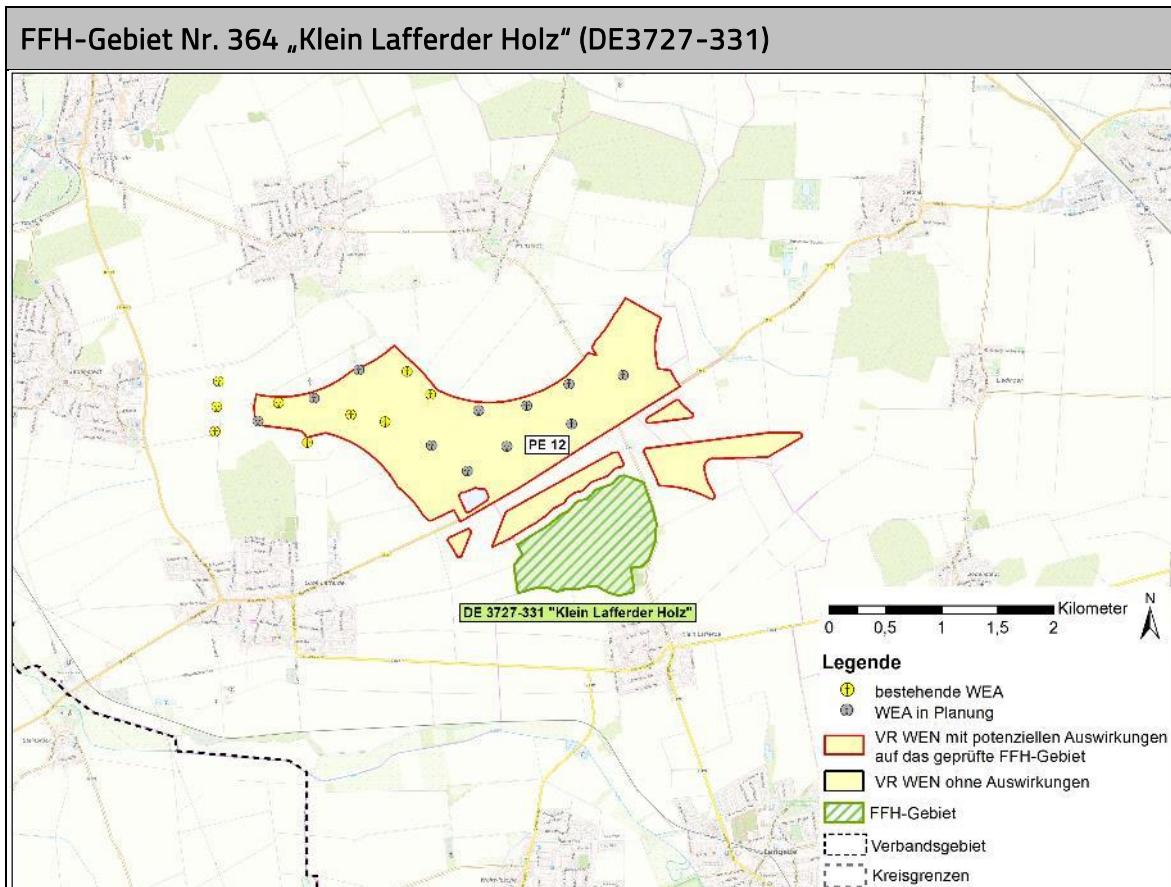 FFH-Gebiet Nr. 364 „Klein Lafferder Holz“ (DE3727-331)
PE 12
DE 3727-331 "Klein Lafferder Holz"
Kilometer
N
0 0,5 1 1,5 2
Legende
bestehende WEA
WEA in Planung
VR WEN mit potenziellen Auswirkungen
auf das geprüfte FFH-Gebiet
VR WEN ohne Auswirkungen
FFH-Gebiet
Verbandsgebiet
Kreisgrenzen